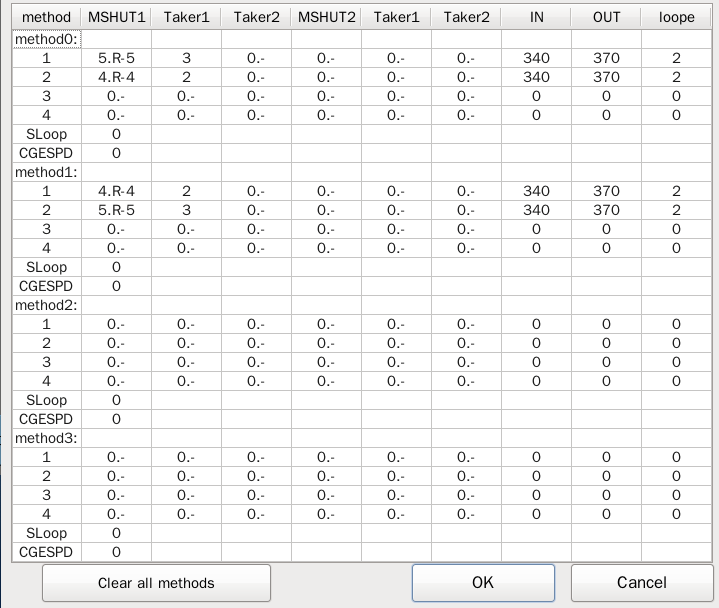 method MSHUT1 Taker1 Taker2 MSHUT2 Taker1 Taker2 IN OUT loope
method0:
1 5.R-5 3 0.- 0.- 0.- 0.- 340 370 2
2 4.R-4 2 0.- 0.- 0.- 0.- 340 370 2
3 0.- 0.- 0.- 0.- 0.- 0.- 0 0 0
4 0.- 0.- 0.- 0.- 0.- 0.- 0 0 0
SLoop 0
CGESPD 0
method1:
1 4.R-4 2 0.- 0.- 0.- 0.- 340 370 2
2 5.R-5 3 0.- 0.- 0.- 0.- 340 370 2
3 0.- 0.- 0.- 0.- 0.- 0.- 0 0 0
4 0.- 0.- 0.- 0.- 0.- 0.- 0 0 0
SLoop 0
CGESPD 0
method2:
1 0.- 0.- 0.- 0.- 0.- 0.- 0 0 0
2 0.- 0.- 0.- 0.- 0.- 0.- 0 0 0
3 0.- 0.- 0.- 0.- 0.- 0.- 0 0 0
4 0.- 0.- 0.- 0.- 0.- 0.- 0 0 0
SLoop 0
CGESPD 0
method3:
1 0.- 0.- 0.- 0.- 0.- 0.- 0 0 0
2 0.- 0.- 0.- 0.- 0.- 0.- 0 0 0
3 0.- 0.- 0.- 0.- 0.- 0.- 0 0 0
4 0.- 0.- 0.- 0.- 0.- 0.- 0 0 0
SLoop 0
CGESPD 0
Clear all methods OK Cancel